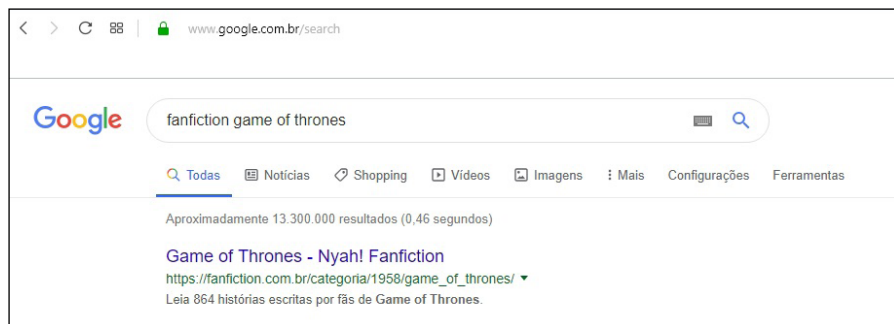 www.google.com.br/search
Google fanfiction game of thrones
Todas Notícias Shopping Vídeos Imagens Mais Configurações Ferramentas
Aproximadamente 13.300.000 resultados (0,46 segundos)
Game of Thrones - Nyah! Fanfiction
https://fanfiction.com.br/categoria/1958/game_of_thrones/
Leia 864 histórias escritas por fãs de Game of Thrones.